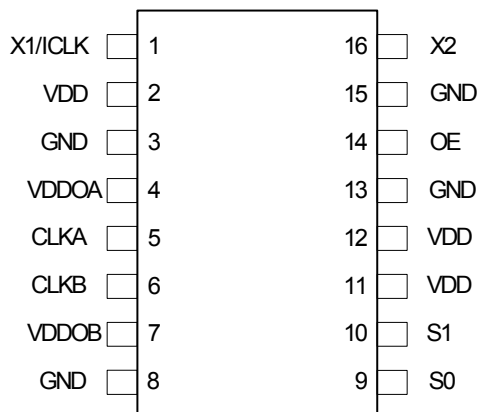 X1/ICLK 1 16 X2
VDD 2 15 GND
GND 3 14 OE
VDDOA 4 13 GND
CLKA 5 12 VDD
CLKB 6 11 VDD
VDDOB 7 10 S1
GND 8 9 S0